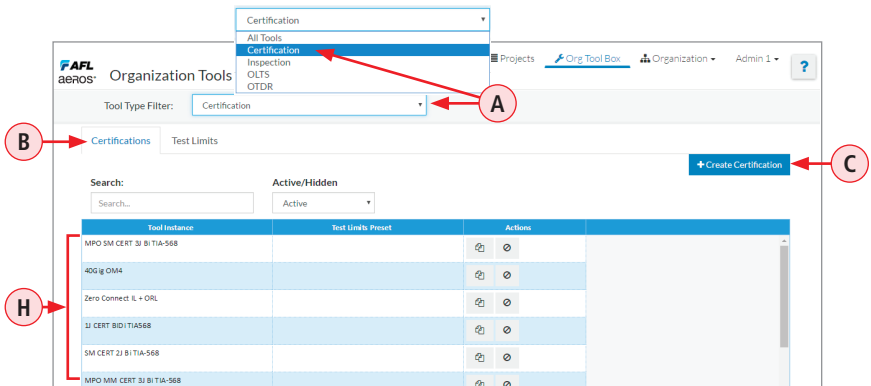 Certification
All Tools
Certification
Inspection
OLTS
OTDR
AFL
aeros
Organization Tools
Projects
Org Tool Box
Organization
Admin 1
?
Tool Type Filter:
Certification
A
B
Certifications
Test Limits
+ Create Certification
C
Search:
Active/Hidden
Search...
Active
Tool Instance
Test Limits Preset
Actions
MPO SM CERT 3J Bi TIA-568
40Gig OM4
Zero Connect IL + ORL
H
1J CERT BIDI TIA568
SM CERT 2J Bi TIA-568
MPO MM CERT 3J Bi TIA-568